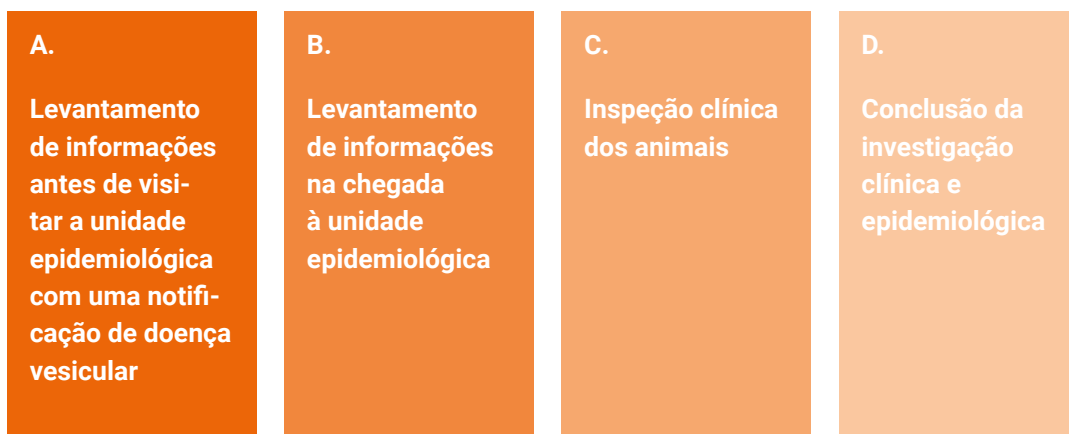 A.
Levantamento
de informações
antes de visi-
tar a unidade
epidemiológica
com uma notifi-
cação de doença
vesicular
B.
Levantamento
de informações
na chegada
à unidade
epidemiológica
C.
Inspeção clínica
dos animais
D.
Conclusão da
investigação
clínica e
epidemiológica